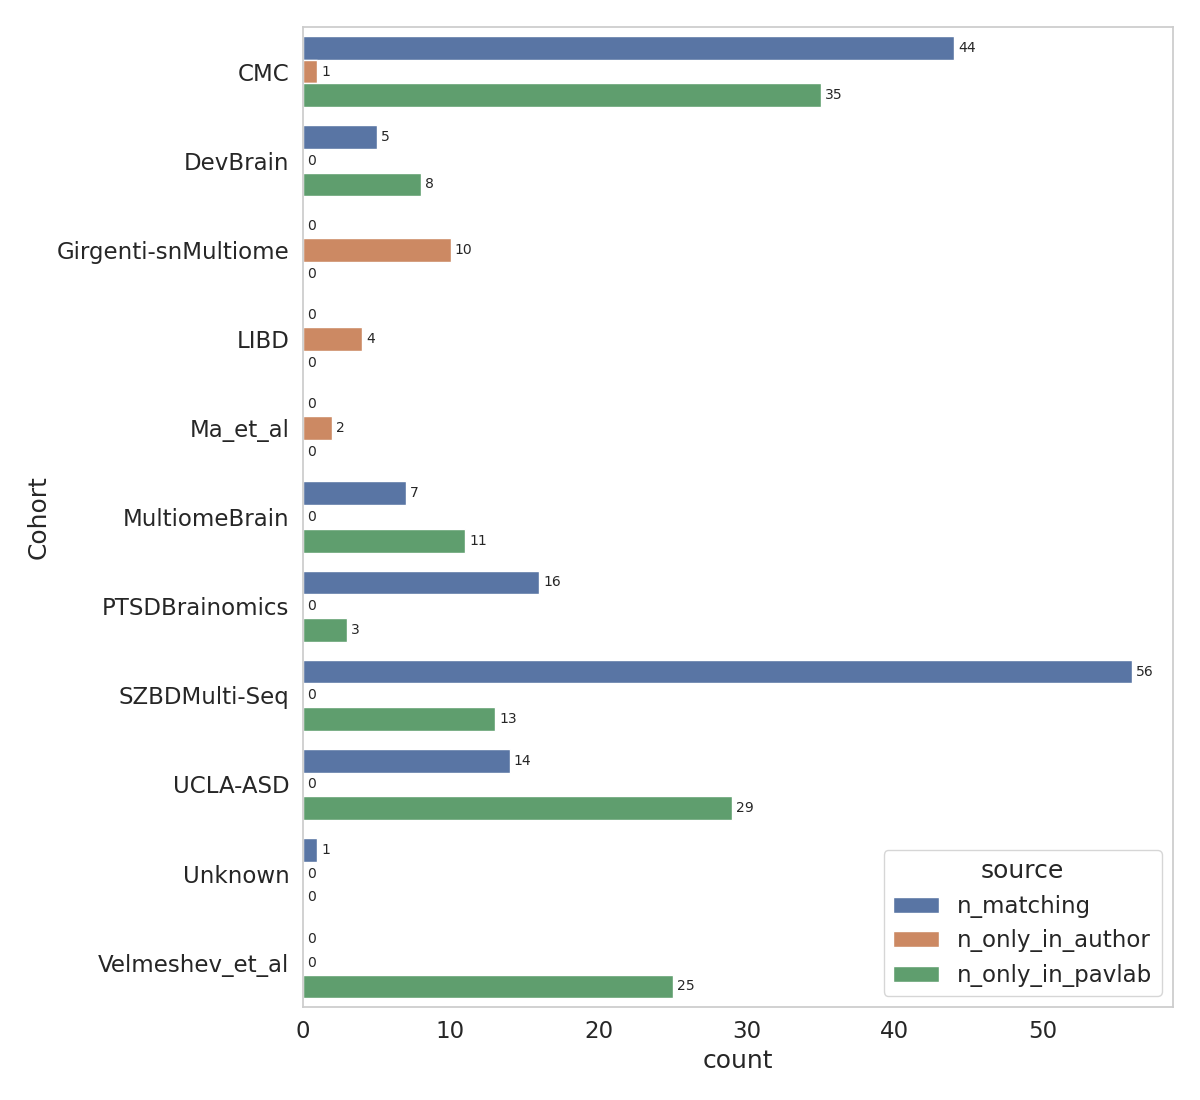 CMC
44
1
35
DevBrain
5
0
8
Girgenti-snMultiome
0
10
0
LIBD
0
4
0
Ma_et_al
0
2
0
MultiomeBrain
7
0
11
PTSDBrainomics
16
0
3
SZBDMulti-Seq
56
0
13
UCLA-ASD
14
0
29
Unknown
1
0
0
Velmeshev_et_al
0
0
25
Cohort
source
n_matching
n_only_in_author
n_only_in_pavlab
0 10 20 30 40 50
count